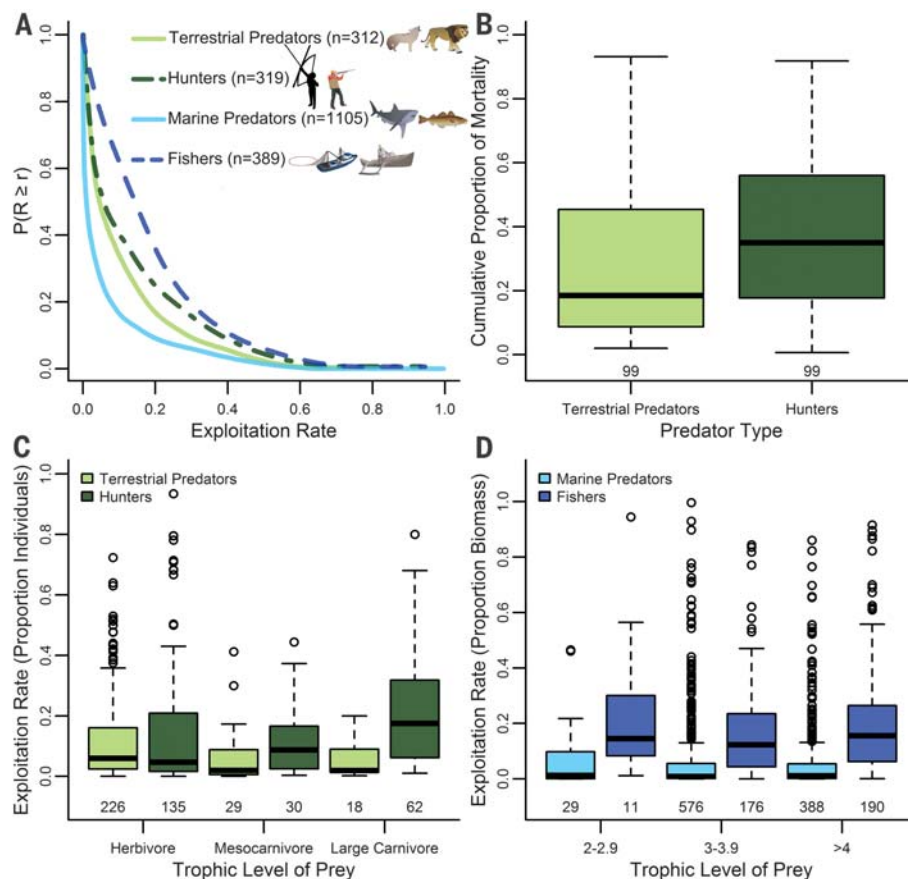 A
Terrestrial Predators (n=312)
Hunters (n=319)
Marine Predators (n=1105)
Fishers (n=389)
P(R ≥ r)
1.0
0.8
0.6
0.4
0.2
0.0
0.0 0.2 0.4 0.6 0.8 1.0
Exploitation Rate
B
Cumulative Proportion of Mortality
1.0
0.8
0.6
0.4
0.2
0.0
99 99
Terrestrial Predators Hunters
Predator Type
C
Terrestrial Predators
Hunters
Exploitation Rate (Proportion Individuals)
1.0
0.8
0.6
0.4
0.2
0.0
226 135 29 30 18 62
Herbivore Mesocarnivore Large Carnivore
Trophic Level of Prey
D
Marine Predators
Fishers
Exploitation Rate (Proportion Biomass)
1.0
0.8
0.6
0.4
0.2
0.0
29 11 576 176 388 190
2-2.9 3-3.9 >4
Trophic Level of Prey